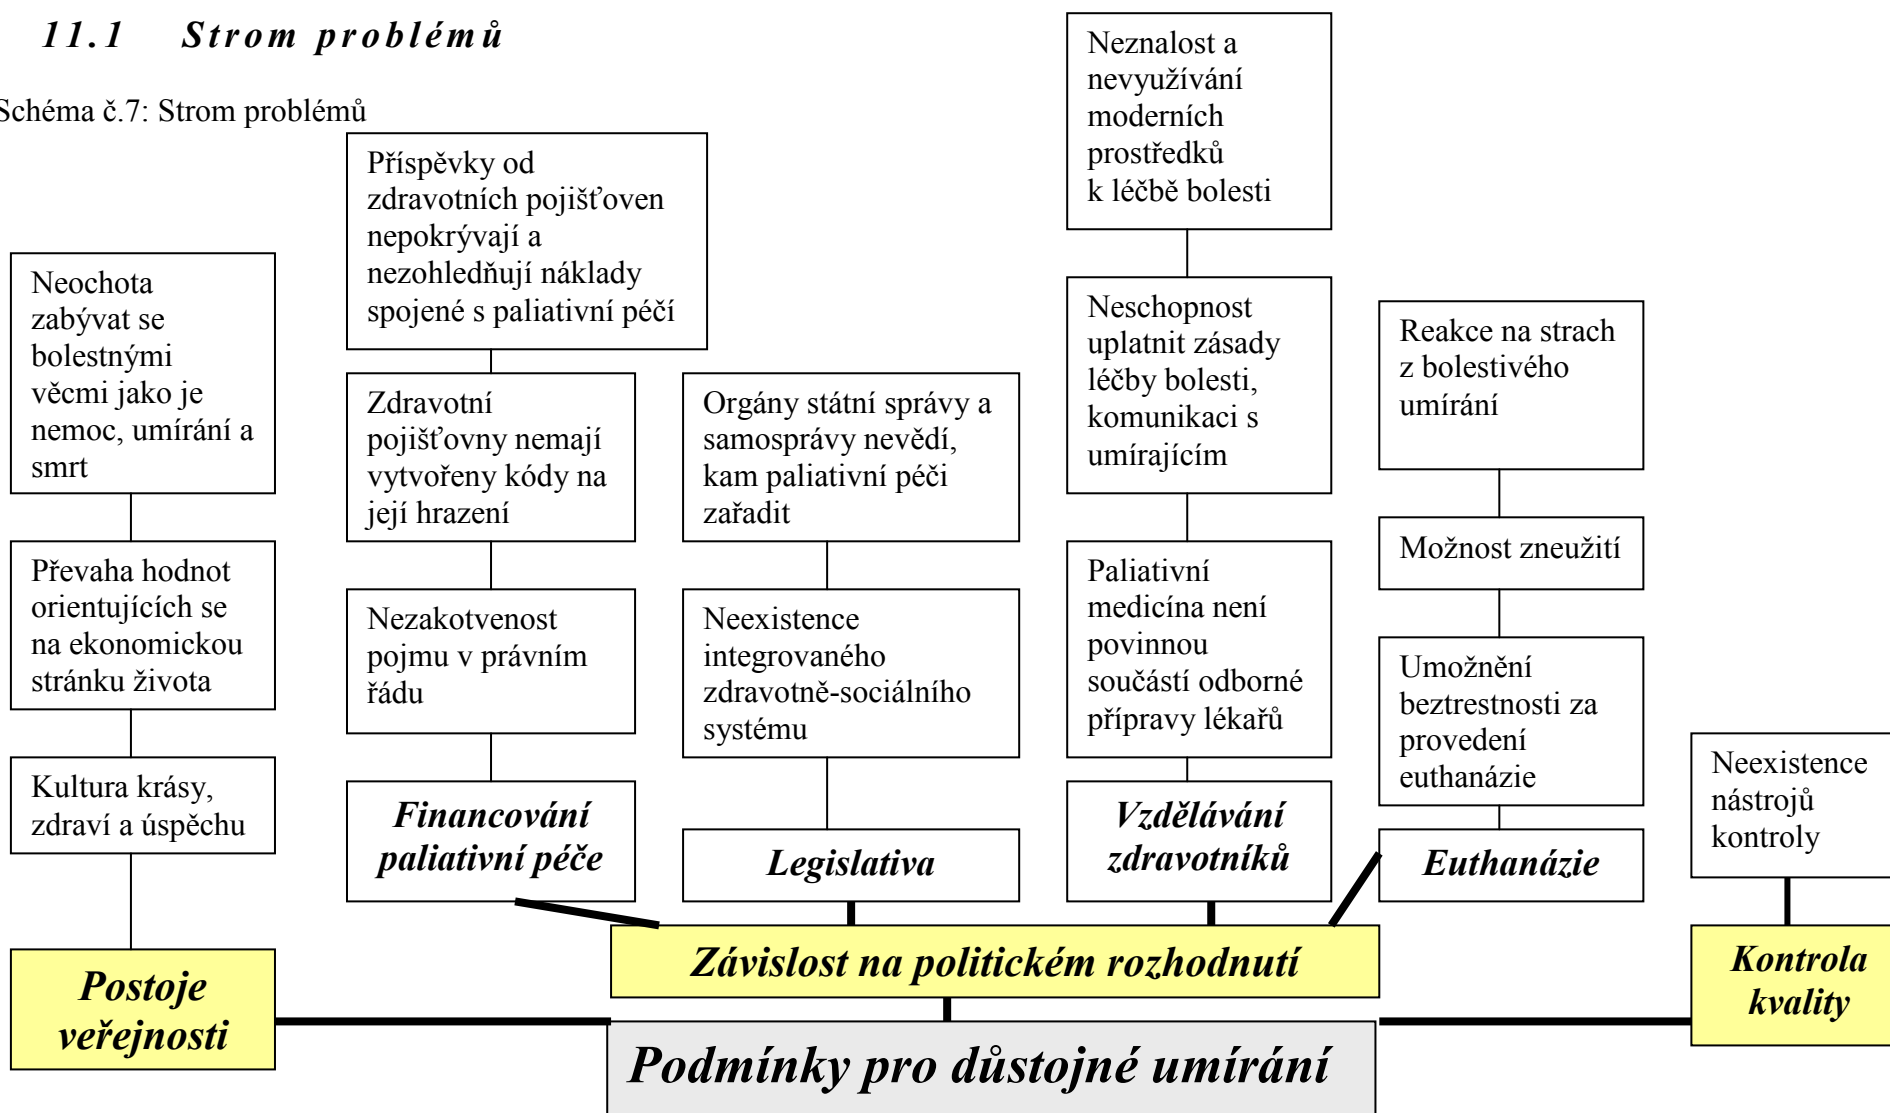 11.1 Strom problémů
Schéma č.7: Strom problémů
Neochota
zabývat se
bolestnými
věcmi jako je
nemoc, umírání a
smrt
Převaha hodnot
orientujících se
na ekonomickou
stránku života
Kultura krásy,
zdraví a úspěchu
Postoje
veřejnosti
Příspěvky od
zdravotních pojišťoven
nepokrývají a
nezohledňují náklady
spojené s paliativní péčí
Zdravotní
pojišťovny nemají
vytvořeny kódy na
její hrazení
Nezakotvenost
pojmu v právním
řádu
Financování
paliativní péče
Orgány státní správy a
samosprávy nevědí,
kam paliativní péči
zařadit
Neexistence
integrovaného
zdravotně-sociálního
systému
Legislativa
Neznalost a
nevyužívání
moderních
prostředků
k léčbě bolesti
Neschopnost
uplatnit zásady
léčby bolesti,
komunikaci s
umírajícím
Paliativní
medicína není
povinnou
součástí odborné
přípravy lékařů
Vzdělávání
zdravotníků
Reakce na strach
z bolestivého
umírání
Možnost zneužití
Umožnění
beztrestnosti za
provedení
euthanázie
Euthanázie
Neexistence
nástrojů
kontroly
Kontrola
kvality
Závislost na politickém rozhodnutí
Podmínky pro důstojné umírání